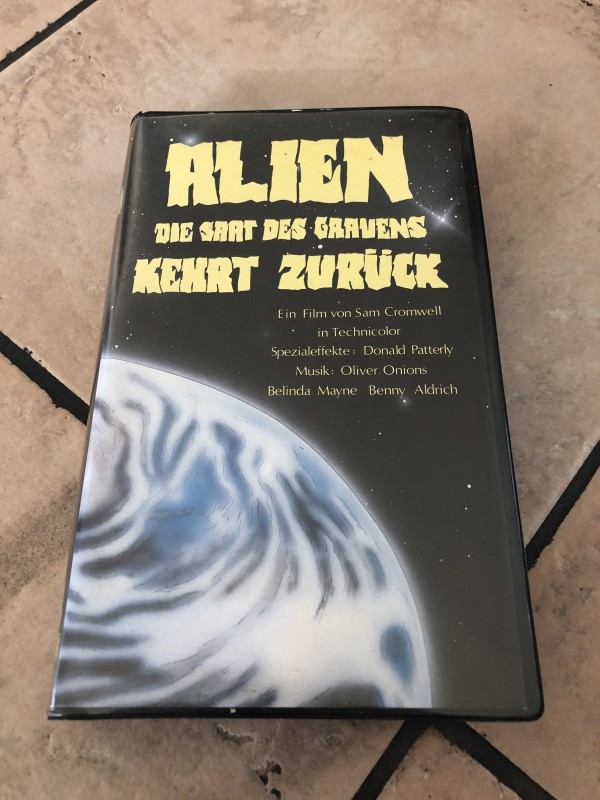 ALIEN
DIE SAAT DES GRAUENS
KEHRT ZURÜCK
Ein Film von Sam Cromwell
in Technicolor
Spezialeffekte: Donald Patterly
Musik: Oliver Onions
Belinda Mayne Benny Aldrich